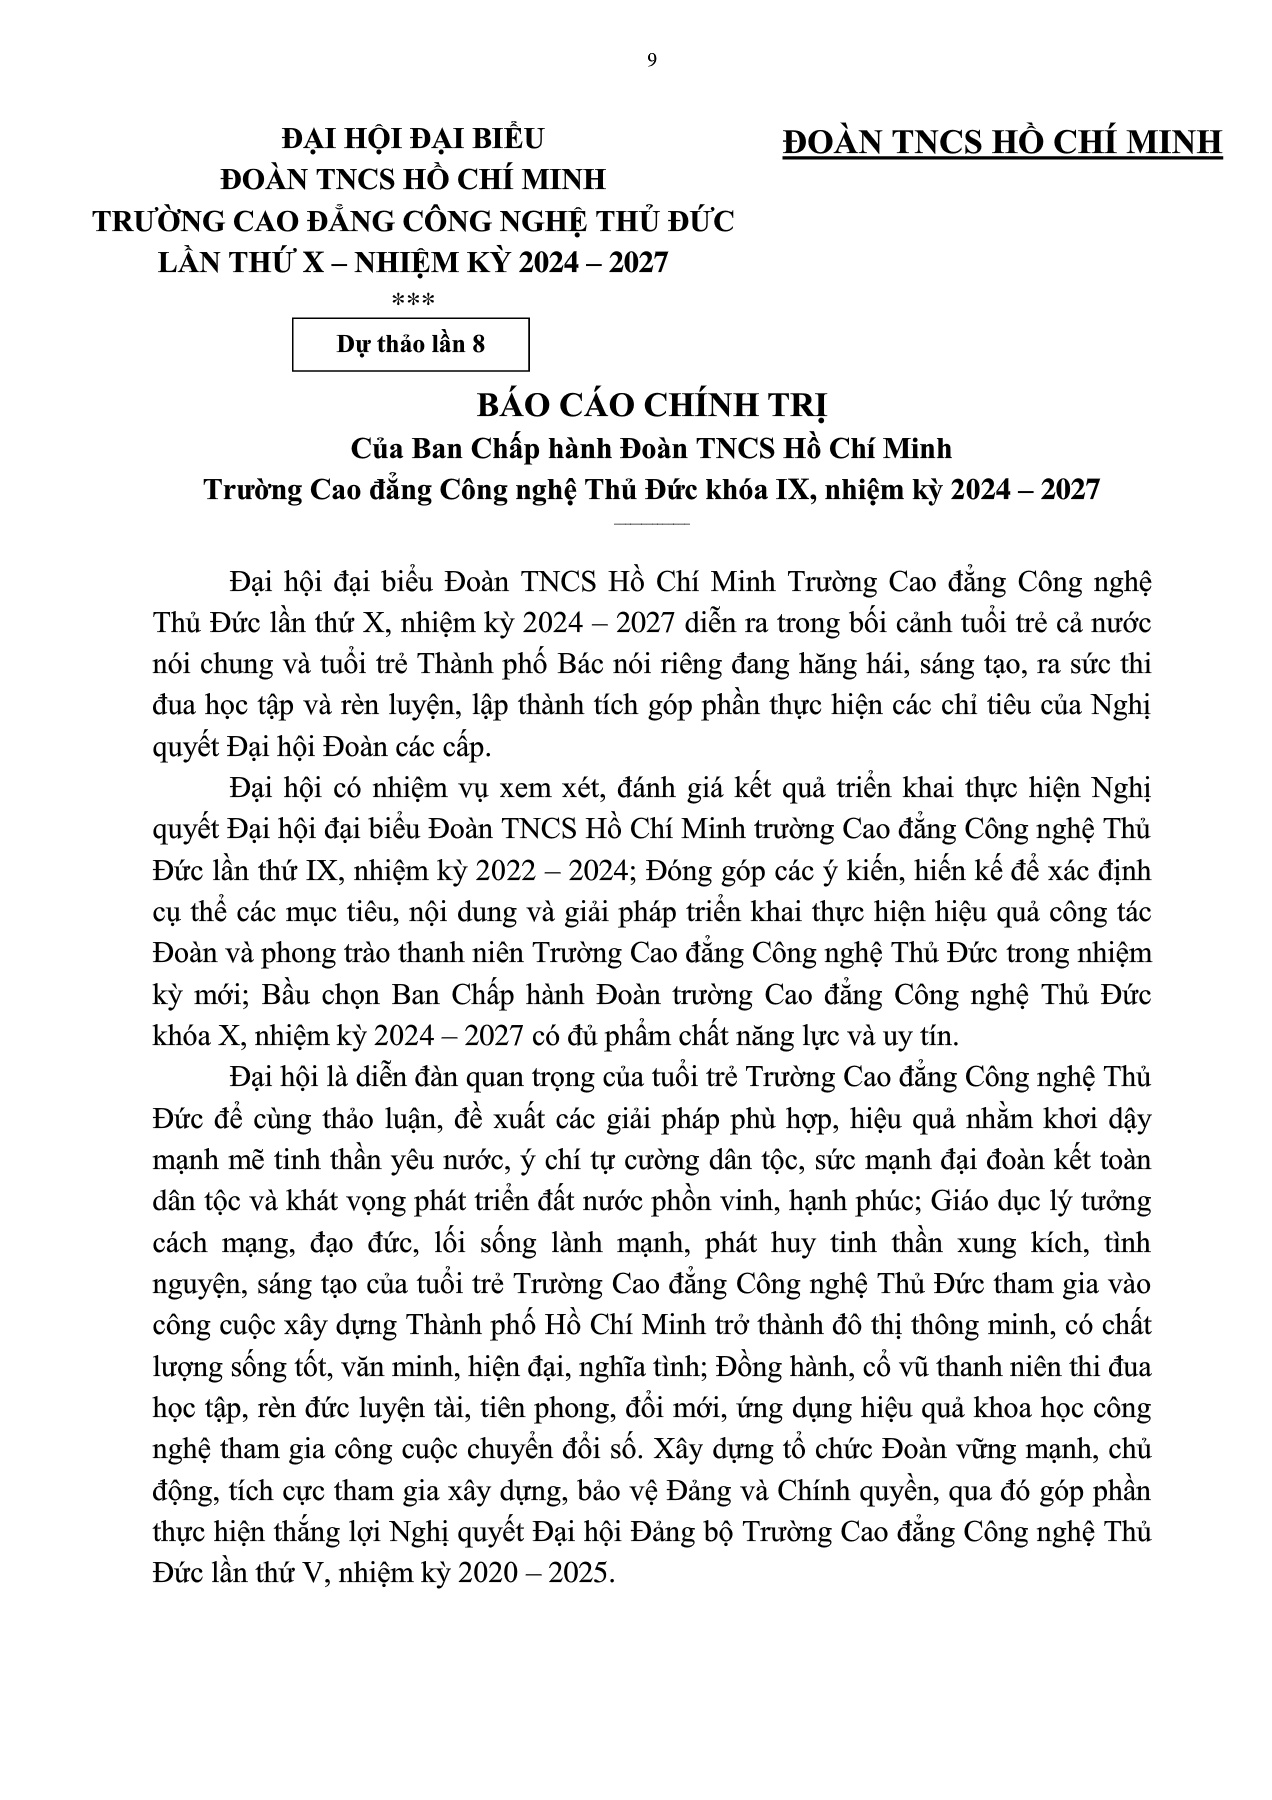 9
ĐẠI HỘI ĐẠI BIỂU
ĐOÀN TNCS HỒ CHÍ MINH
TRƯỜNG CAO ĐẲNG CÔNG NGHỆ THỦ ĐỨC
LẦN THỨ X – NHIỆM KỲ 2024 – 2027
***
Dự thảo lần 8
ĐOÀN TNCS HỒ CHÍ MINH
BÁO CÁO CHÍNH TRỊ
Của Ban Chấp hành Đoàn TNCS Hồ Chí Minh
Trường Cao đẳng Công nghệ Thủ Đức khóa IX, nhiệm kỳ 2024 – 2027
Đại hội đại biểu Đoàn TNCS Hồ Chí Minh Trường Cao đẳng Công nghệ
Thủ Đức lần thứ X, nhiệm kỳ 2024 – 2027 diễn ra trong bối cảnh tuổi trẻ cả nước
nói chung và tuổi trẻ Thành phố Bác nói riêng đang hăng hái, sáng tạo, ra sức thi
đua học tập và rèn luyện, lập thành tích góp phần thực hiện các chỉ tiêu của Nghị
quyết Đại hội Đoàn các cấp.
Đại hội có nhiệm vụ xem xét, đánh giá kết quả triển khai thực hiện Nghị
quyết Đại hội đại biểu Đoàn TNCS Hồ Chí Minh trường Cao đẳng Công nghệ Thủ
Đức lần thứ IX, nhiệm kỳ 2022 – 2024; Đóng góp các ý kiến, hiến kế để xác định
cụ thể các mục tiêu, nội dung và giải pháp triển khai thực hiện hiệu quả công tác
Đoàn và phong trào thanh niên Trường Cao đẳng Công nghệ Thủ Đức trong nhiệm
kỳ mới; Bầu chọn Ban Chấp hành Đoàn trường Cao đẳng Công nghệ Thủ Đức
khóa X, nhiệm kỳ 2024 – 2027 có đủ phẩm chất năng lực và uy tín.
Đại hội là diễn đàn quan trọng của tuổi trẻ Trường Cao đẳng Công nghệ Thủ
Đức để cùng thảo luận, đề xuất các giải pháp phù hợp, hiệu quả nhằm khơi dậy
mạnh mẽ tinh thần yêu nước, ý chí tự cường dân tộc, sức mạnh đại đoàn kết toàn
dân tộc và khát vọng phát triển đất nước phồn vinh, hạnh phúc; Giáo dục lý tưởng
cách mạng, đạo đức, lối sống lành mạnh, phát huy tinh thần xung kích, tình
nguyện, sáng tạo của tuổi trẻ Trường Cao đẳng Công nghệ Thủ Đức tham gia vào
công cuộc xây dựng Thành phố Hồ Chí Minh trở thành đô thị thông minh, có chất
lượng sống tốt, văn minh, hiện đại, nghĩa tình; Đồng hành, cổ vũ thanh niên thi đua
học tập, rèn đức luyện tài, tiên phong, đổi mới, ứng dụng hiệu quả khoa học công
nghệ tham gia công cuộc chuyển đổi số. Xây dựng tổ chức Đoàn vững mạnh, chủ
động, tích cực tham gia xây dựng, bảo vệ Đảng và Chính quyền, qua đó góp phần
thực hiện thắng lợi Nghị quyết Đại hội Đảng bộ Trường Cao đẳng Công nghệ Thủ
Đức lần thứ V, nhiệm kỳ 2020 – 2025.